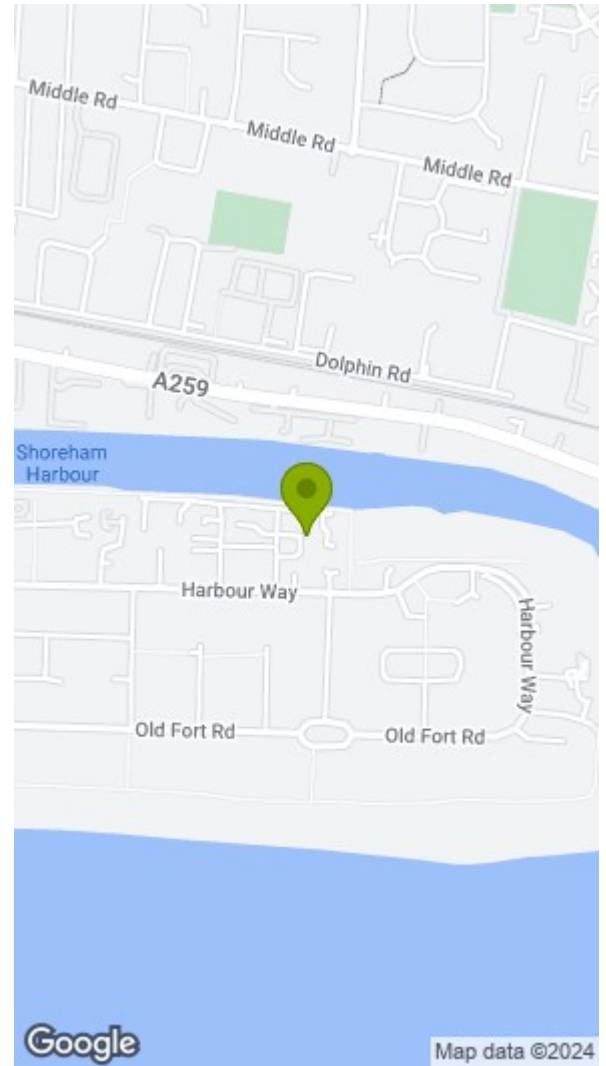 Middle Rd
Middle Rd
Middle Rd
Dolphin Rd
A259
Shoreham
Harbour
Harbour Way
Harbour Way
Old Fort Rd
Old Fort Rd
Google
Map data ©2024